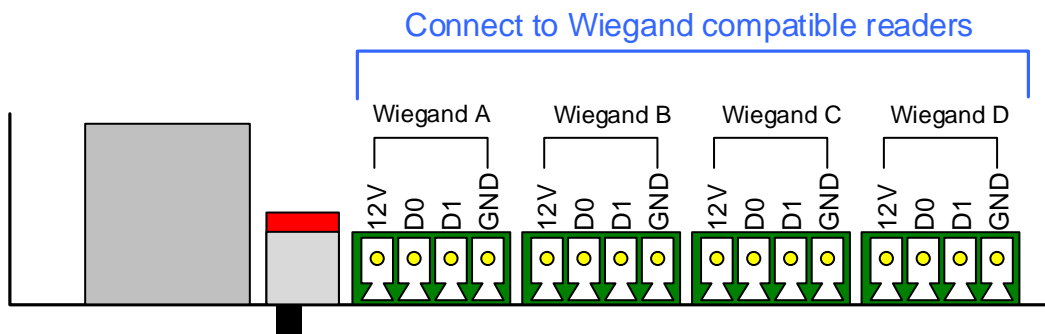 Connect to Wiegand compatible readers
Wiegand A Wiegand B Wiegand C Wiegand D
12V D0 D1 GND 12V D0 D1 GND 12V D0 D1 GND 12V D0 D1 GND